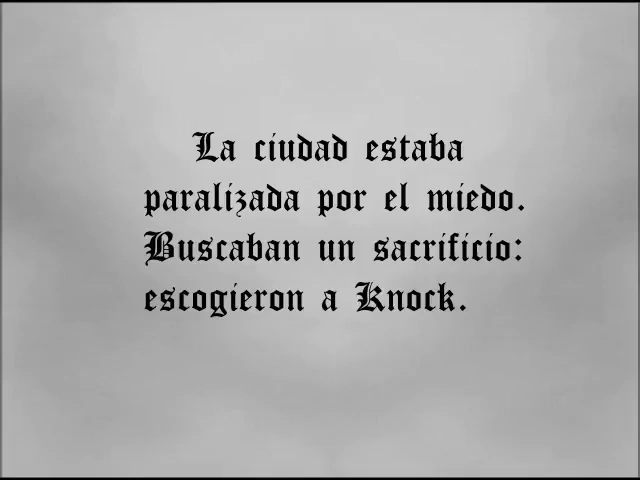 La ciudad estaba
paralizada por el miedo.
Buscaban un sacrificio:
escogieron a Knock.